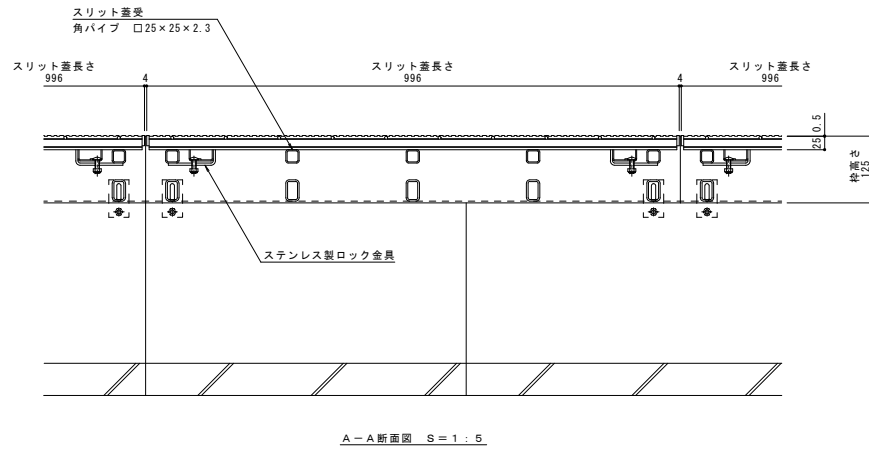 スリット蓋受
角パイプ □25×25×2.3
スリット蓋長さ
996
4
スリット蓋長さ
996
4
スリット蓋長さ
996
25
0.5
枠高さ
125
ステンレス製ロック金具
A－A断面図 S＝1：5